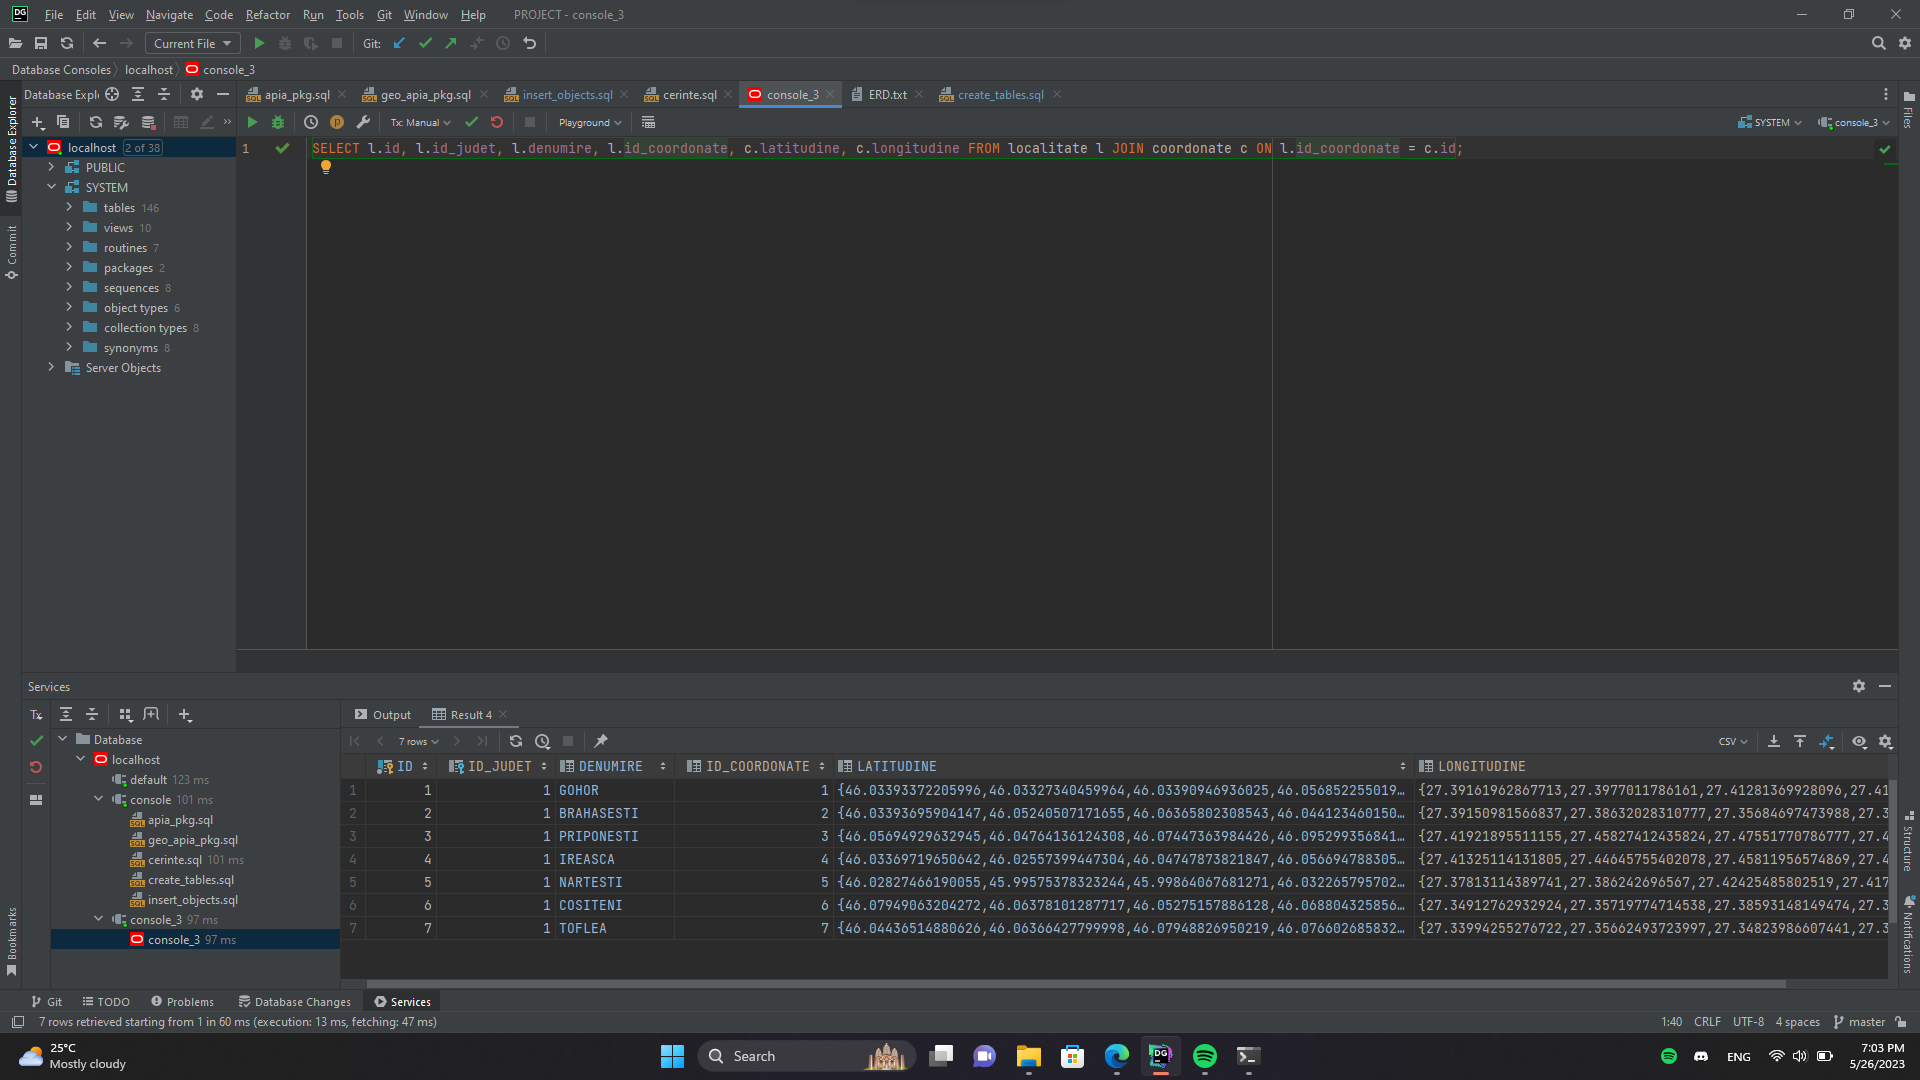 DG File Edit View Navigate Code Refactor Run Tools Git Window Help PROJECT - console_3
Current File Git:
Database Consoles localhost console_3
Database Expl apia_pkg.sql geo_apia_pkg.sql insert_objects.sql cerinte.sql console_3 ERD.txt create_tables.sql
Tx: Manual Playground SYSTEM console_3
Database Explorer
Commit
Bookmarks
Files
Structure
Notifications
localhost 2 of 38
PUBLIC
SYSTEM
tables 146
views 10
routines 7
packages 2
sequences 8
object types 6
collection types 8
synonyms 8
Server Objects
1 SELECT l.id, l.id_judet, l.denumire, l.id_coordonate, c.latitudine, c.longitudine FROM localitate l JOIN coordonate c ON l.id_coordonate = c.id;
Services
Tx
Database
localhost
default 123 ms
console 101 ms
apia_pkg.sql
geo_apia_pkg.sql
cerinte.sql 101 ms
create_tables.sql
insert_objects.sql
console_3 97 ms
console_3 97 ms
Output Result 4
7 rows CSV
ID ID_JUDET DENUMIRE ID_COORDONATE LATITUDINE LONGITUDINE
1 1 1 GOHOR 1 {46.03393372205996,46.03327340459964,46.03390946936025,46.056852255019… {27.39161962867713,27.3977011786161,27.41281369928096,27.41
2 2 1 BRAHASESTI 2 {46.03393695904147,46.05240507171655,46.06365802308543,46.044123460150… {27.39150981566837,27.38632028310777,27.35684697473988,27.3
3 3 1 PRIPONESTI 3 {46.05694929632945,46.04764136124308,46.07447363984426,46.095299356841… {27.41921895511155,27.45827412435824,27.47551770786777,27.4
4 4 1 IREASCA 4 {46.03369719650642,46.02557399447304,46.04747873821847,46.056694788305… {27.41325114131805,27.44645755402078,27.45811956574869,27.4
5 5 1 NARTESTI 5 {46.02827466190055,45.99575378323244,45.99864067681271,46.032265795702… {27.37813114389741,27.386242696567,27.42425485802519,27.417
6 6 1 COSITENI 6 {46.07949063204272,46.06378101287717,46.05275157886128,46.068804325856… {27.34912762932924,27.35719774714538,27.38593148149474,27.3
7 7 1 TOFLEA 7 {46.04436514880626,46.06366427799998,46.07948826950219,46.076602685832… {27.33994255276722,27.35662493723997,27.34823986607441,27.3
Git TODO Problems Database Changes Services
7 rows retrieved starting from 1 in 60 ms (execution: 13 ms, fetching: 47 ms) 1:40 CRLF UTF-8 4 spaces master
25°C
Mostly cloudy
Search
ENG
7:03 PM
5/26/2023